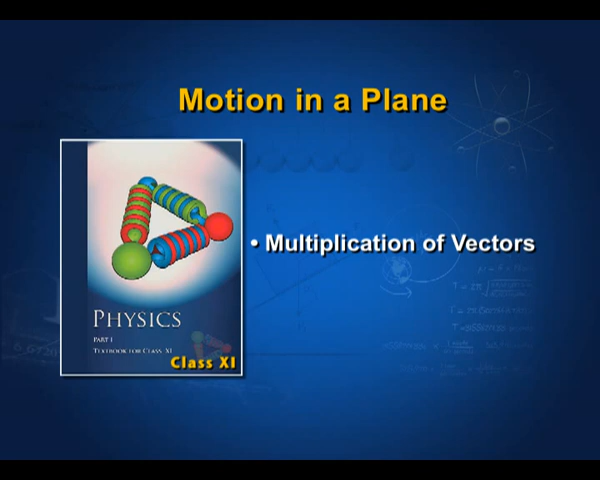 Motion in a Plane
• Multiplication of Vectors
PHYSICS
PART I
TEXTBOOK FOR CLASS XI
Class XI